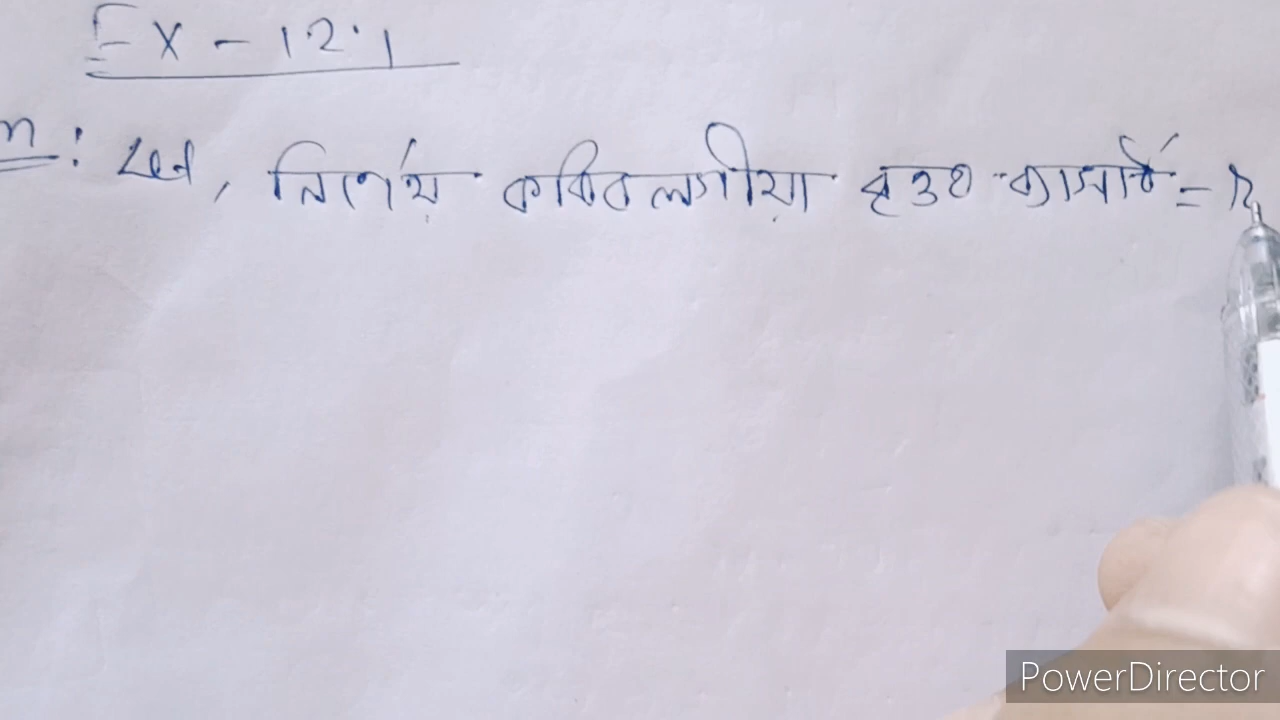 Ex - 12.1
n : Let, নিৰ্ণেয় কৰিবলগীয়া বৃত্তৰ ব্যাসাৰ্ধ = r
PowerDirector